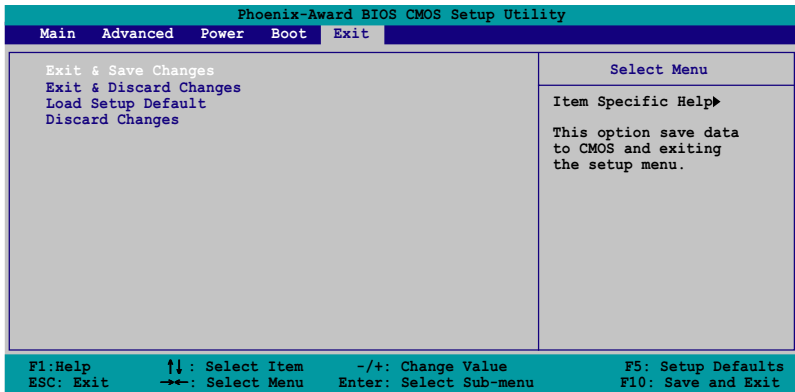 Phoenix-Award BIOS CMOS Setup Utility
Main Advanced Power Boot Exit
Exit & Save Changes
Exit & Discard Changes
Load Setup Default
Discard Changes
Select Menu
Item Specific Help
This option save data
to CMOS and exiting
the setup menu.
F1:Help ↑↓ : Select Item -/+: Change Value F5: Setup Defaults
ESC: Exit →←: Select Menu Enter: Select Sub-menu F10: Save and Exit